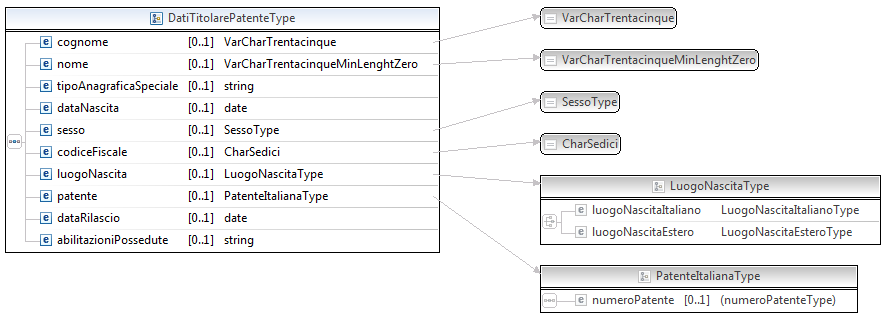 DatiTitolarePatenteType
cognome [0..1] VarCharTrentacinque
nome [0..1] VarCharTrentacinqueMinLenghtZero
tipoAnagraficaSpeciale [0..1] string
dataNascita [0..1] date
sesso [0..1] SessoType
codiceFiscale [0..1] CharSedici
luogoNascita [0..1] LuogoNascitaType
patente [0..1] PatenteItalianaType
dataRilascio [0..1] date
abilitazioniPossedute [0..1] string
VarCharTrentacinque
VarCharTrentacinqueMinLenghtZero
SessoType
CharSedici
LuogoNascitaType
luogoNascitaItaliano LuogoNascitaItalianoType
luogoNascitaEstero LuogoNascitaEsteroType
PatenteItalianaType
numeroPatente [0..1] (numeroPatenteType)